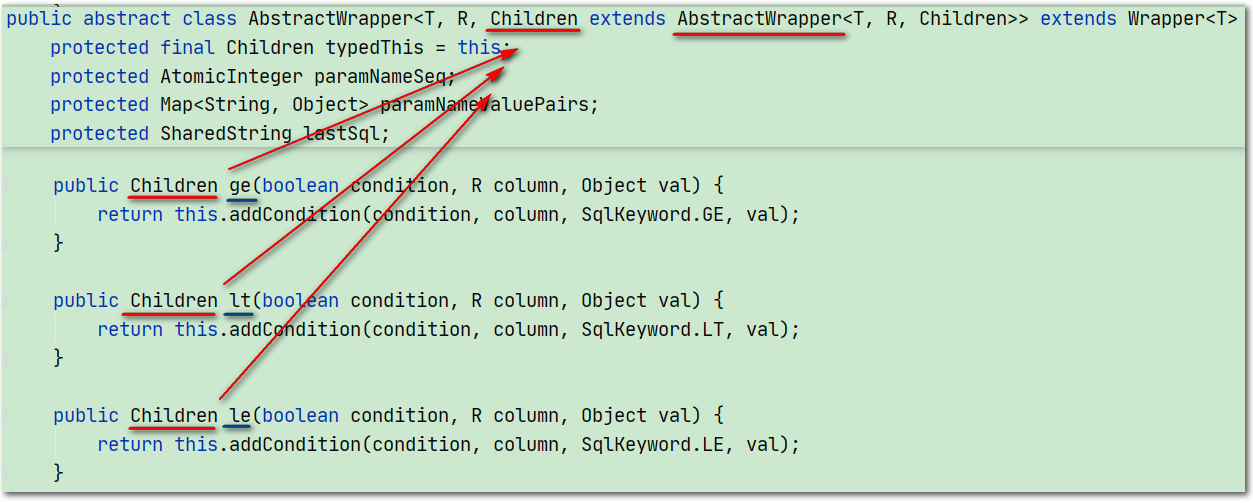 public abstract class AbstractWrapper<T, R, Children extends AbstractWrapper<T, R, Children>> extends Wrapper<T>
protected final Children typedThis = this;
protected AtomicInteger paramNameSeq;
protected Map<String, Object> paramNameValuePairs;
protected SharedString lastSql;
public Children ge(boolean condition, R column, Object val) {
return this.addCondition(condition, column, SqlKeyword.GE, val);
}
public Children lt(boolean condition, R column, Object val) {
return this.addCondition(condition, column, SqlKeyword.LT, val);
}
public Children le(boolean condition, R column, Object val) {
return this.addCondition(condition, column, SqlKeyword.LE, val);
}